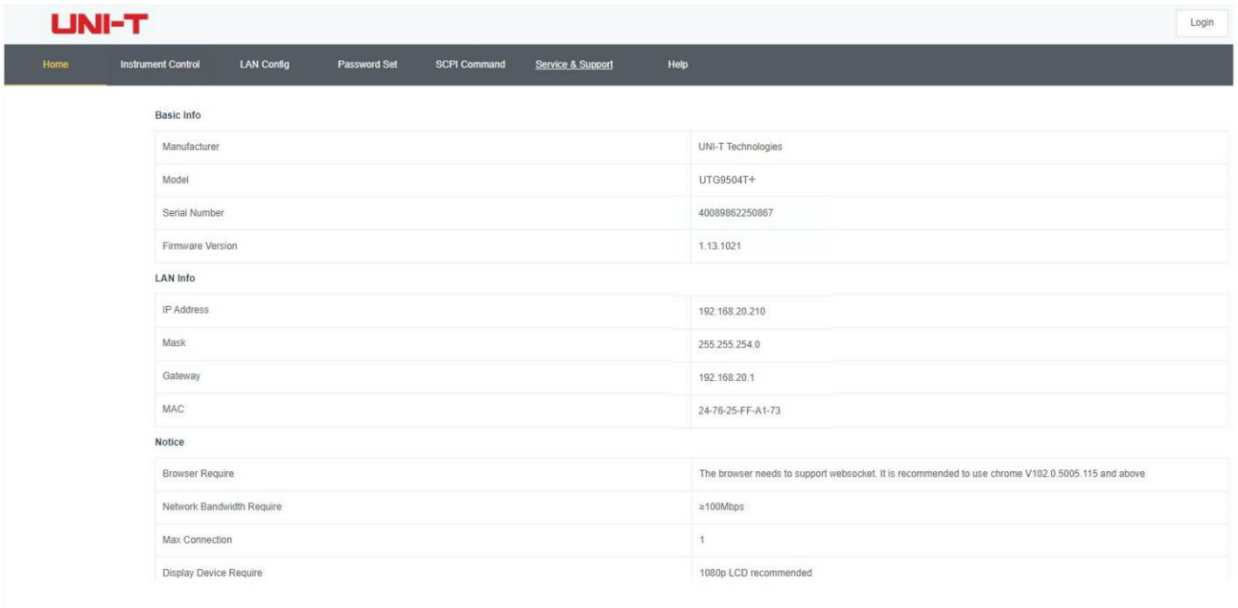 UNI-T
Login
Home Instrument Control LAN Config Password Set SCPI Command Service & Support Help
Basic Info
Manufacturer UNI-T Technologies
Model UTG9504T+
Serial Number 40089862250867
Firmware Version 1.13.1021
LAN Info
IP Address 192.168.20.210
Mask 255.255.254.0
Gateway 192.168.20.1
MAC 24-76-25-FF-A1-73
Notice
Browser Require The browser needs to support websocket. It is recommended to use chrome V102.0.5005.115 and above
Network Bandwidth Require ≥100Mbps
Max Connection 1
Display Device Require 1080p LCD recommended